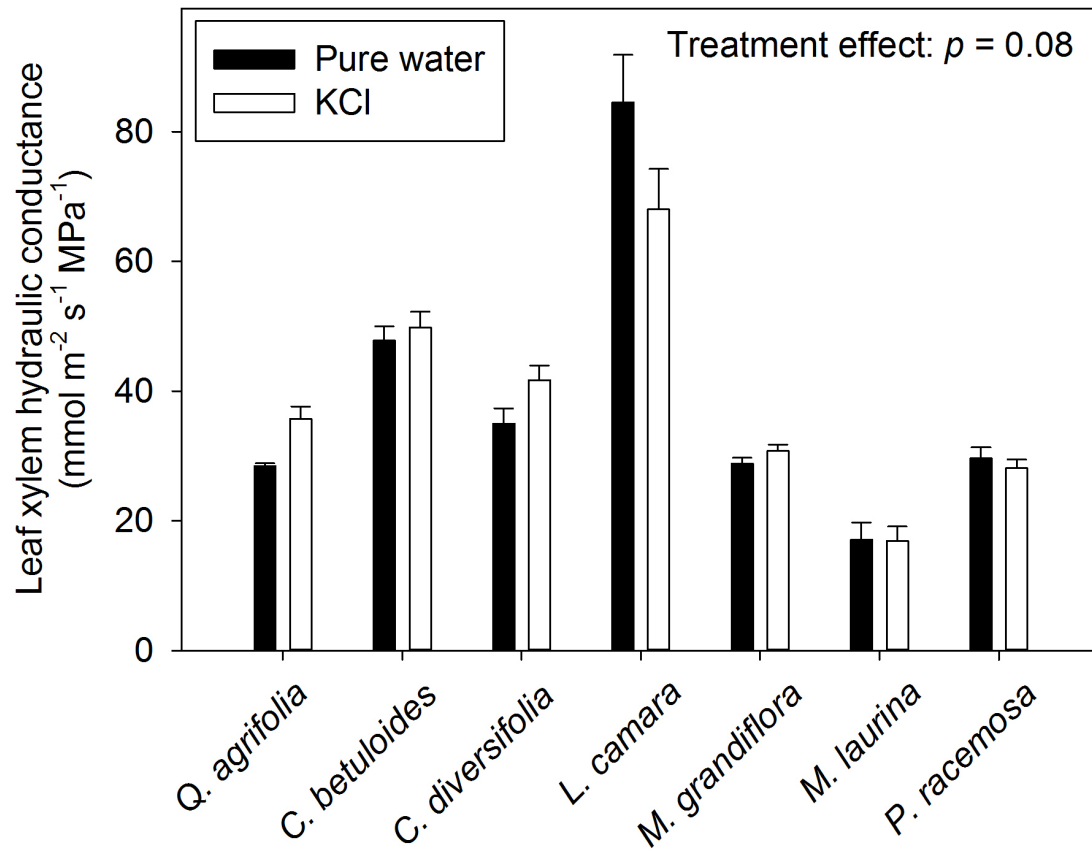 Leaf xylem hydraulic conductance
(mmol m⁻² s⁻¹ MPa⁻¹)
Pure water
KCl
Treatment effect: p = 0.08
80
60
40
20
0
Q. agrifolia
C. betuloides
C. diversifolia
L. camara
M. grandiflora
M. laurina
P. racemosa